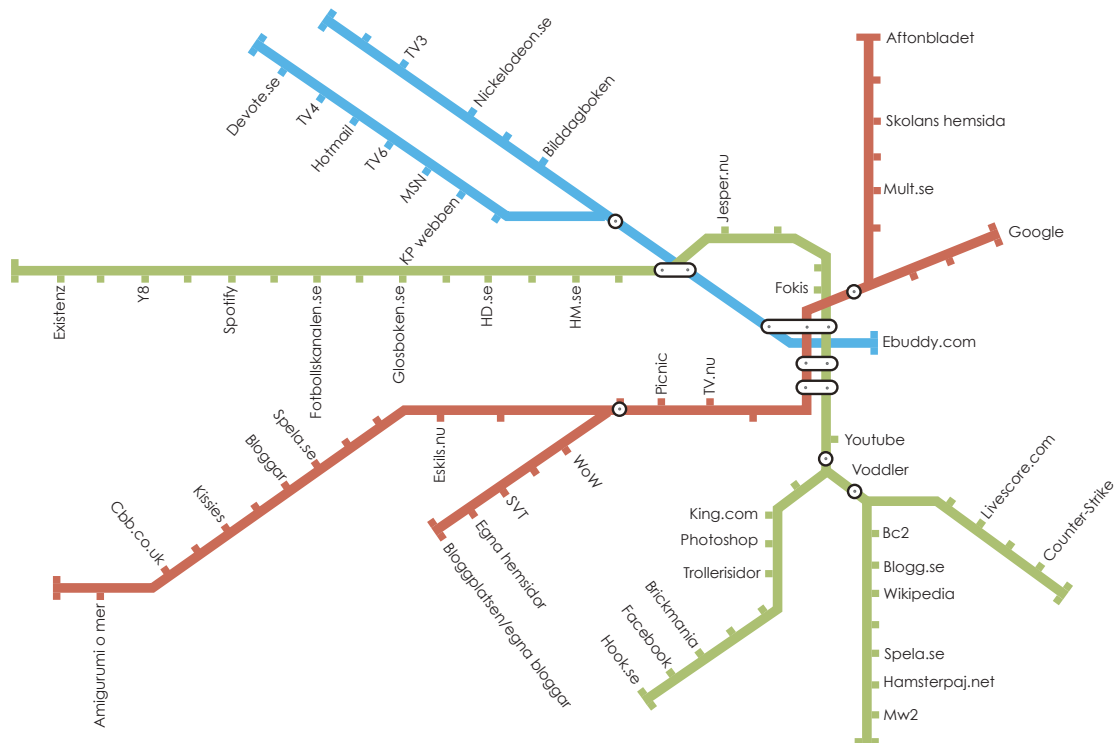 Aftonbladet
Skolans hemsida
Mult.se
Google
TV3
Nickelodeon.se
Bilddagboken
Devote.se
TV4
Hotmail
TV6
MSN
KP webben
Jesper.nu
Fokis
Ebuddy.com
Existenz
Y8
Spotify
Fotbollskanalen.se
Glosboken.se
HD.se
HM.se
Picnic
TV.nu
Eskils.nu
Spela.se
Bloggar
Kissies
Cbb.co.uk
Amigurumi o mer
WoW
SVT
Egna hemsidor
Bloggplatsen/egna bloggar
Youtube
Voddler
Livescore.com
Counter-Strike
King.com
Photoshop
Trollerisidor
Brickmania
Facebook
Hook.se
Bc2
Blogg.se
Wikipedia
Spela.se
Hamsterpaj.net
Mw2